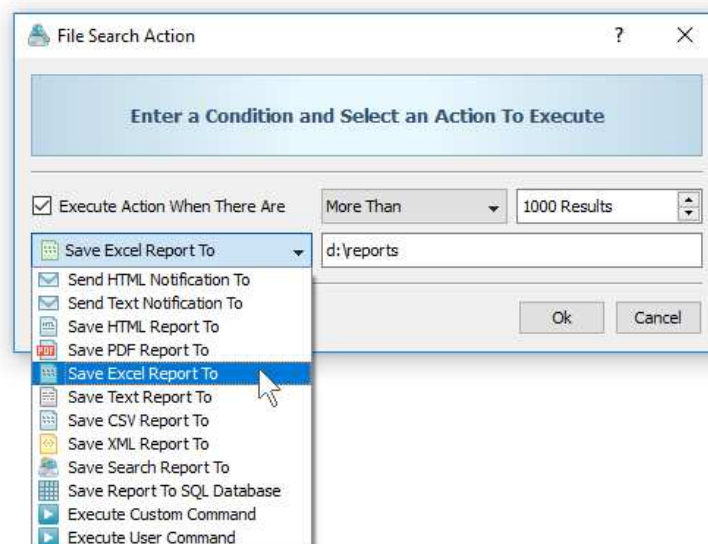 File Search Action
Enter a Condition and Select an Action To Execute
Execute Action When There Are More Than 1000 Results
Save Excel Report To d:\reports
Send HTML Notification To
Send Text Notification To
Save HTML Report To
Save PDF Report To
Save Excel Report To
Save Text Report To
Save CSV Report To
Save XML Report To
Save Search Report To
Save Report To SQL Database
Execute Custom Command
Execute User Command
Ok Cancel